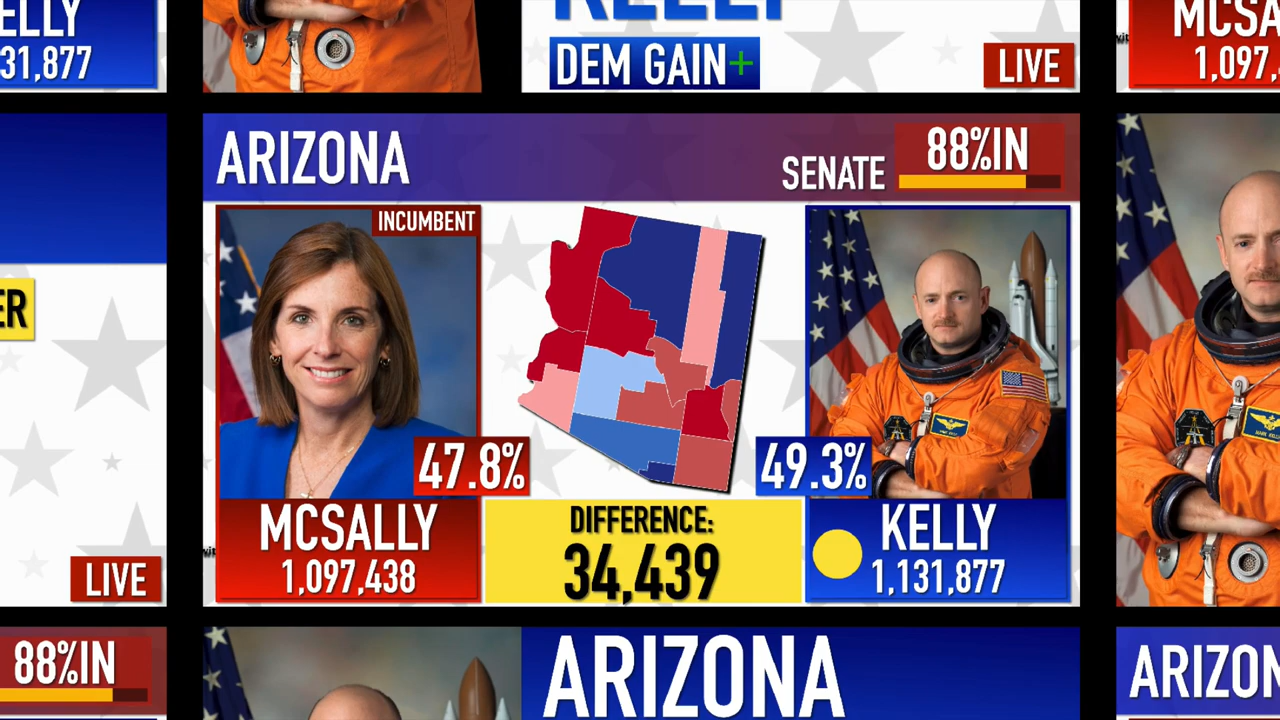 ELLY
31,877
KELLY
DEM GAIN+
LIVE
MCSA
1,097,
ARIZONA
SENATE
88%IN
INCUMBENT
ER
47.8%
49.3%
MCSALLY
1,097,438
DIFFERENCE:
34,439
KELLY
1,131,877
LIVE
88%IN
ARIZONA
ARIZON